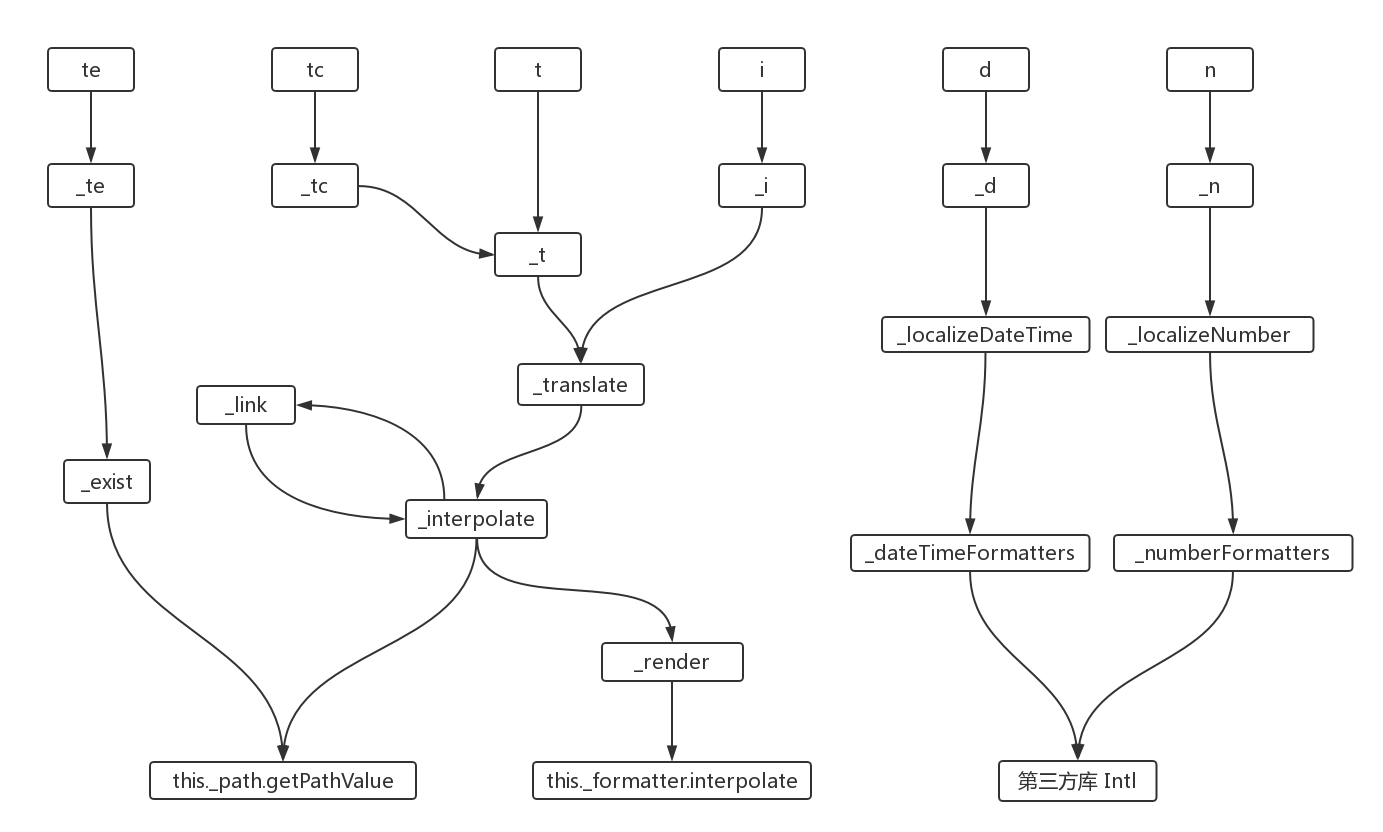 te
tc
t
i
d
n
_te
_tc
_i
_d
_n
_t
_localizeDateTime
_localizeNumber
_translate
_link
_exist
_interpolate
_dateTimeFormatters
_numberFormatters
_render
this._path.getPathValue
this._formatter.interpolate
第三方库 Intl